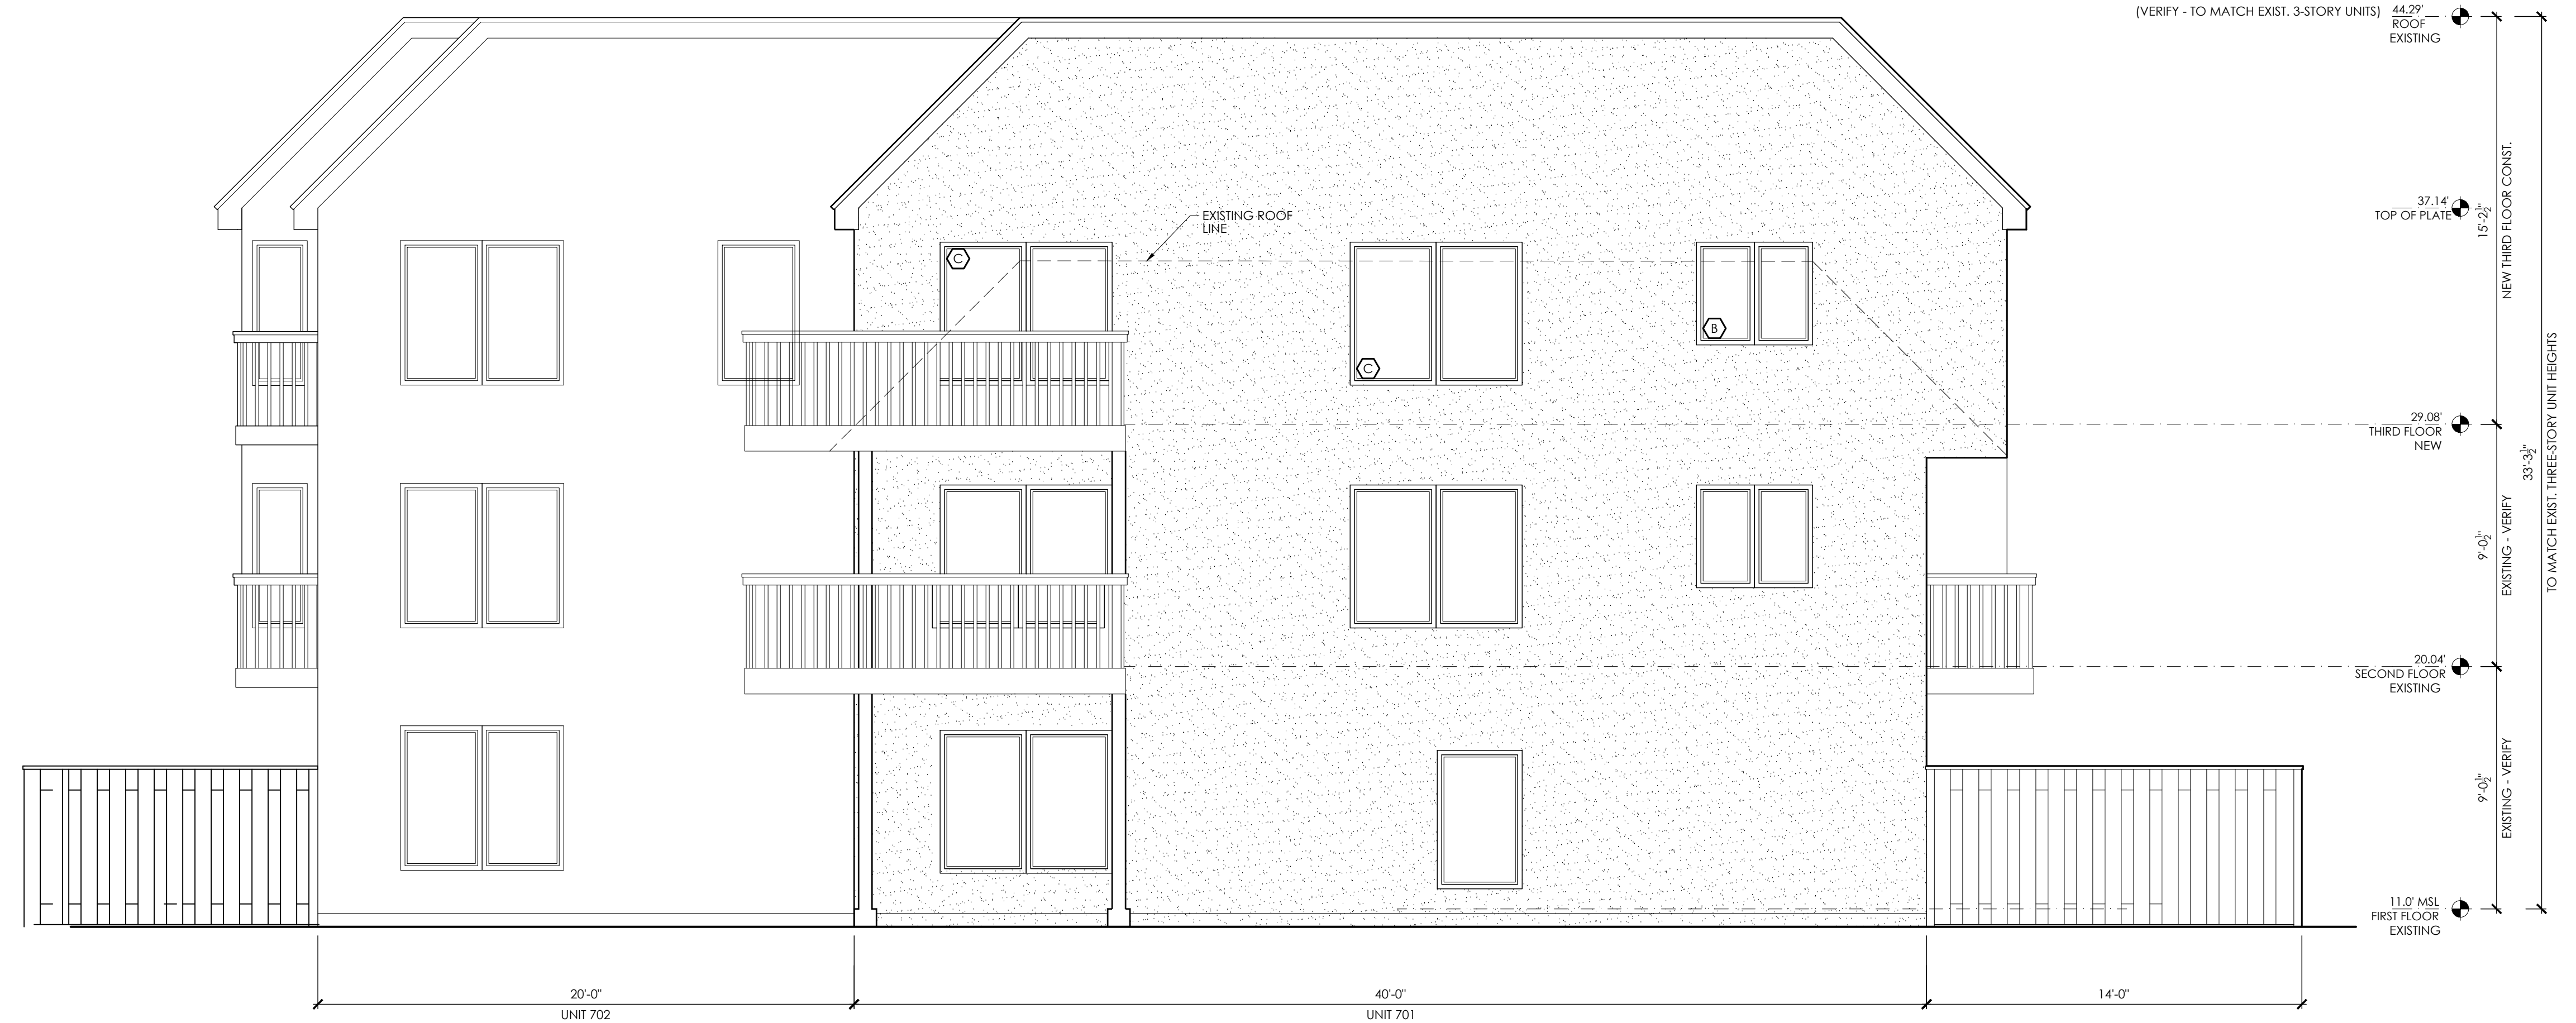 (VERIFY - TO MATCH EXIST. 3-STORY UNITS)
44.29'
ROOF
EXISTING
EXISTING ROOF
LINE
37.14'
TOP OF PLATE
C
C
B
29.08'
THIRD FLOOR
NEW
20.04'
SECOND FLOOR
EXISTING
11.0' MSL
FIRST FLOOR
EXISTING
15'-2½"
NEW THIRD FLOOR CONST.
9'-0½"
EXISTING - VERIFY
9'-0½"
EXISTING - VERIFY
33'-3½"
TO MATCH EXIST. THREE-STORY UNIT HEIGHTS
20'-0"
UNIT 702
40'-0"
UNIT 701
14'-0"